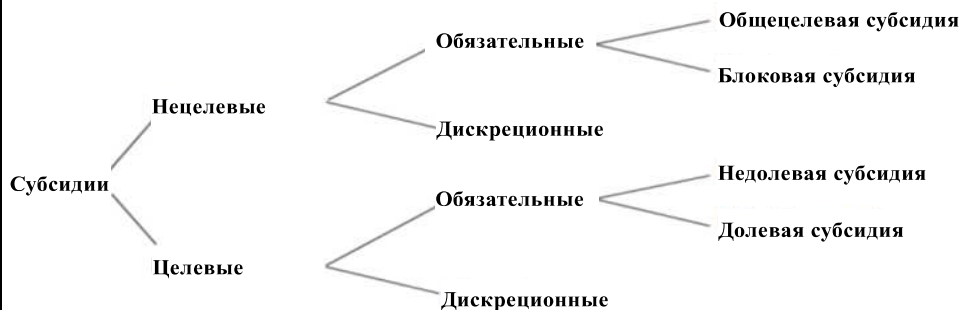 Общецелевая субсидия
Обязательные
Блоковая субсидия
Нецелевые
Дискреционные
Субсидии
Недолевая субсидия
Обязательные
Долевая субсидия
Целевые
Дискреционные